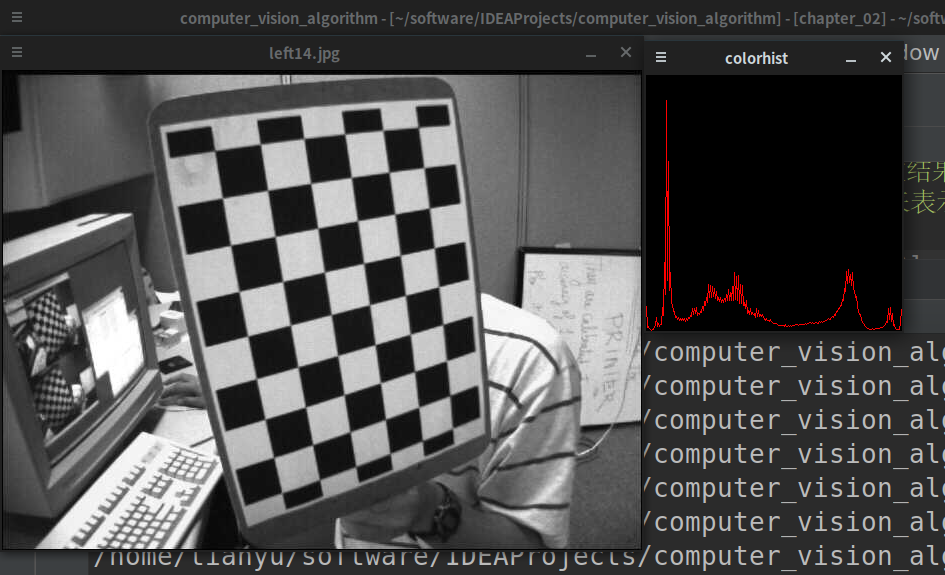 computer_vision_algorithm - [~/software/IDEAProjects/computer_vision_algorithm] - [chapter_02] - ~/softw
left14.jpg
colorhist
dow
结果
表示
PRINTER
/computer_vision_alg
/computer_vision_alg
/computer_vision_alg
/computer_vision_alg
/computer_vision_alg
/computer_vision_alg
/home/tianyu/software/IDEAProjects/computer_vision_alg